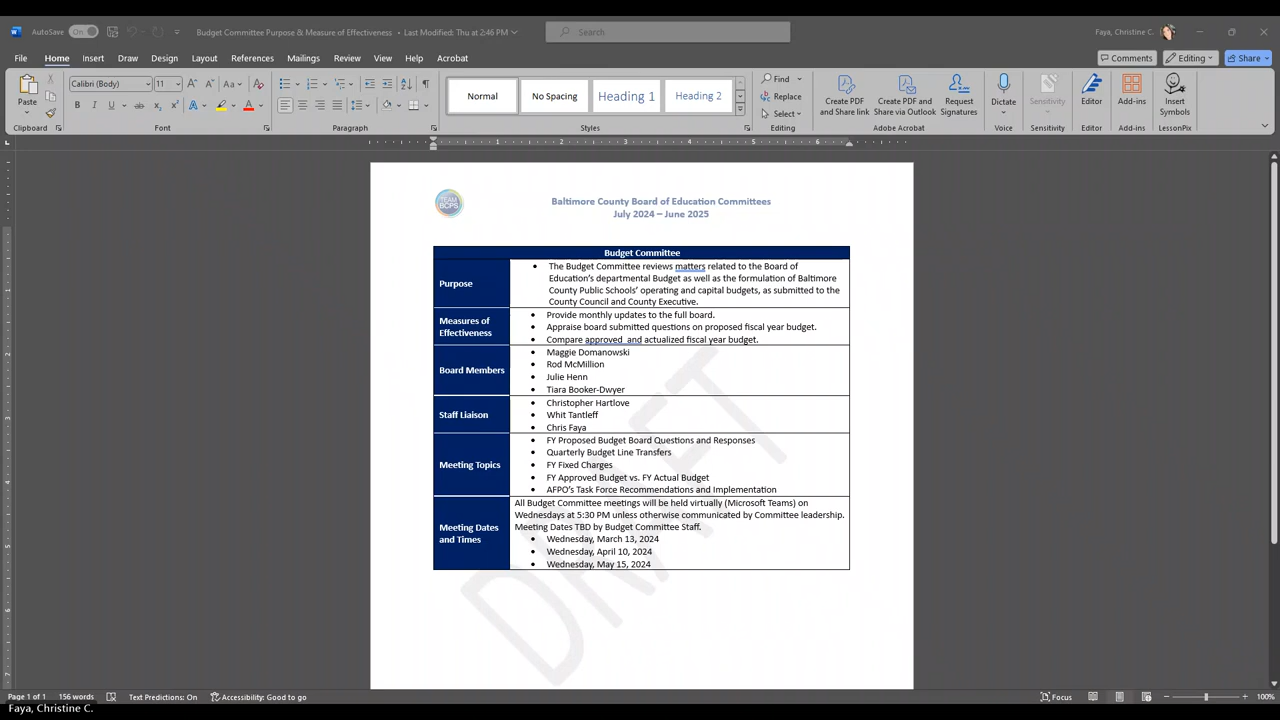 AutoSave On Budget Committee Purpose & Measure of Effectiveness • Last Modified: Thu at 2:46 PM Search Faya, Christine C.
File Home Insert Draw Design Layout References Mailings Review View Help Acrobat Comments Editing Share
Calibri (Body) 11 Aa Normal No Spacing Heading 1 Heading 2 Find Replace Select
Paste
Create PDF and Share link
Create PDF and Share via Outlook
Request Signatures
Dictate
Sensitivity
Editor
Add-ins
Insert Symbols
Clipboard Font Paragraph Styles Editing Adobe Acrobat Voice Sensitivity Editor Add-ins LessonPix
1 2 3 4 5 6
TEAM BCPS
Baltimore County Board of Education Committees
July 2024 – June 2025
Budget Committee
Purpose
• The Budget Committee reviews matters related to the Board of
Education's departmental Budget as well as the formulation of Baltimore
County Public Schools' operating and capital budgets, as submitted to the
County Council and County Executive.
Measures of
Effectiveness
• Provide monthly updates to the full board.
• Appraise board submitted questions on proposed fiscal year budget.
• Compare approved and actualized fiscal year budget.
Board Members
• Maggie Domanowski
• Rod McMillion
• Julie Henn
• Tiara Booker-Dwyer
Staff Liaison
• Christopher Hartlove
• Whit Tantleff
• Chris Faya
Meeting Topics
• FY Proposed Budget Board Questions and Responses
• Quarterly Budget Line Transfers
• FY Fixed Charges
• FY Approved Budget vs. FY Actual Budget
• AFPO's Task Force Recommendations and Implementation
Meeting Dates
and Times
All Budget Committee meetings will be held virtually (Microsoft Teams) on
Wednesdays at 5:30 PM unless otherwise communicated by Committee leadership.
Meeting Dates TBD by Budget Committee Staff.
• Wednesday, March 13, 2024
• Wednesday, April 10, 2024
• Wednesday, May 15, 2024
DRAFT
Page 1 of 1 156 words Text Predictions: On Accessibility: Good to go Focus 100%
Faya, Christine C.